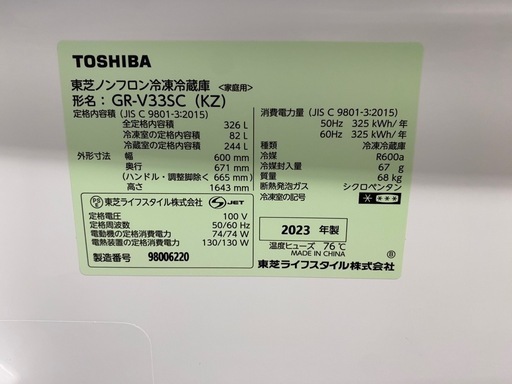 TOSHIBA
東芝ノンフロン冷凍冷蔵庫 <家庭用>
形名: GR-V33SC (KZ)
定格内容積 (JIS C 9801-3:2015)
全定格内容積 326 L
冷凍室の定格内容積 82 L
冷蔵室の定格内容積 244 L
外形寸法 幅 600 mm
奥行 671 mm
(ハンドル・調整脚除く 665 mm)
高さ 1643 mm
PS E 東芝ライフスタイル株式会社 S-JET
定格電圧 100 V
定格周波数 50/60 Hz
電動機の定格消費電力 74/74 W
電熱装置の定格消費電力 130/130 W
製造番号 98006220
消費電力量 (JIS C 9801-3:2015)
50Hz 325 kWh/年
60Hz 325 kWh/年
種類 冷凍冷蔵庫
冷媒 R600a
冷媒封入量 67 g
質量 68 kg
断熱発泡ガス シクロペンタン
冷凍室の記号
2023 年製
温度ヒューズ 76℃
MADE IN CHINA
B
東芝ライフスタイル株式会社